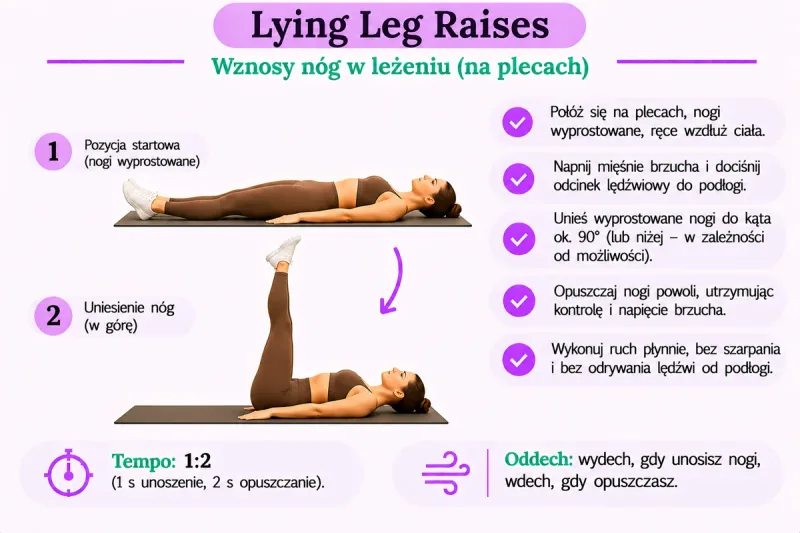 Lying Leg Raises
Wznosy nóg w leżeniu (na plecach)
1
Pozycja startowa
(nogi wyprostowane)
2
Uniesienie nóg
(w górę)
Połóż się na plecach, nogi
wyprostowane, ręce wzdłuż ciała.
Napnij mięśnie brzucha i dociśnij
odcinek lędźwiowy do podłogi.
Unieś wyprostowane nogi do kąta
ok. 90° (lub niżej – w zależności
od możliwości).
Opuszczaj nogi powoli, utrzymując
kontrolę i napięcie brzucha.
Wykonuj ruch płynnie, bez szarpania
i bez odrywania lędźwi od podłogi.
Tempo: 1:2
(1 s unoszenie, 2 s opuszczanie).
Oddech: wydech, gdy unosisz nogi,
wdech, gdy opuszczasz.